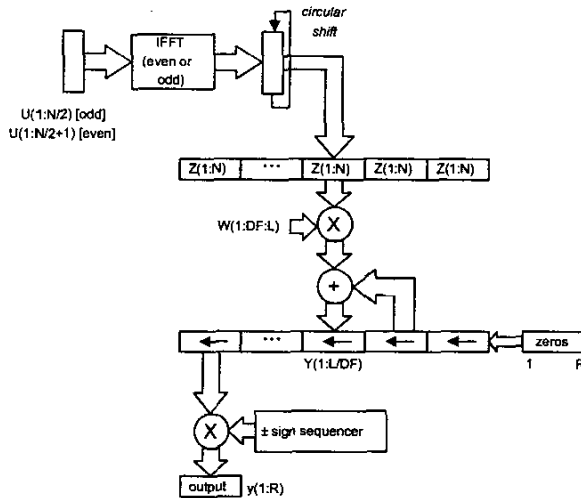 circular
shift
IFFT
(even or
odd)
U(1:N/2) [odd]
U(1:N/2+1) [even]
Z(1:N) ... Z(1:N) Z(1:N) Z(1:N)
W(1:DF:L) X
+
...
zeros
Y(1:L/DF) 1 R
X ± sign sequencer
output y(1:R)